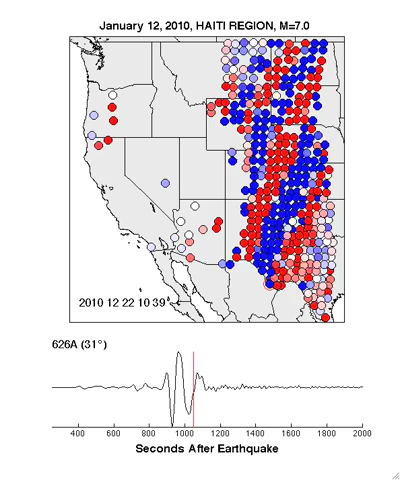 January 12, 2010, HAITI REGION, M=7.0
2010 12 22 10 39
626A (31°)
400 600 800 1000 1200 1400 1600 1800 2000
Seconds After Earthquake